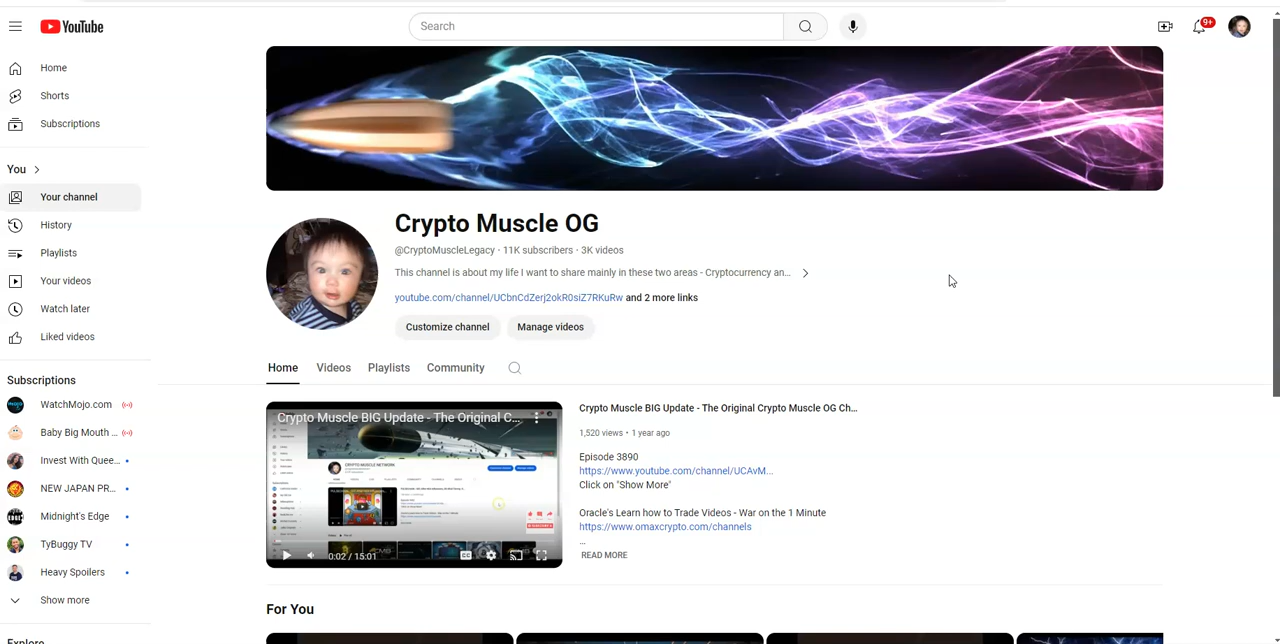 YouTube
Search
9+
Home
Shorts
Subscriptions
You
Your channel
History
Playlists
Your videos
Watch later
Liked videos
Subscriptions
WatchMojo.com
Baby Big Mouth ...
Invest With Quee...
NEW JAPAN PR...
Midnight's Edge
TyBuggy TV
Heavy Spoilers
Show more
Explore
Crypto Muscle OG
@CryptoMuscleLegacy · 11K subscribers · 3K videos
This channel is about my life I want to share mainly in these two areas - Cryptocurrency an...
youtube.com/channel/UCbnCdZerj2okR0siZ7RKuRw and 2 more links
Customize channel
Manage videos
Home
Videos
Playlists
Community
Crypto Muscle BIG Update - The Original C...
CRYPTO MUSCLE NETWORK
0:02 / 15:01
CC
Crypto Muscle BIG Update - The Original Crypto Muscle OG Ch...
1,520 views · 1 year ago
Episode 3890
https://www.youtube.com/channel/UCAvM...
Click on "Show More"
Oracle's Learn how to Trade Videos - War on the 1 Minute
https://www.omaxcrypto.com/channels
...
READ MORE
For You